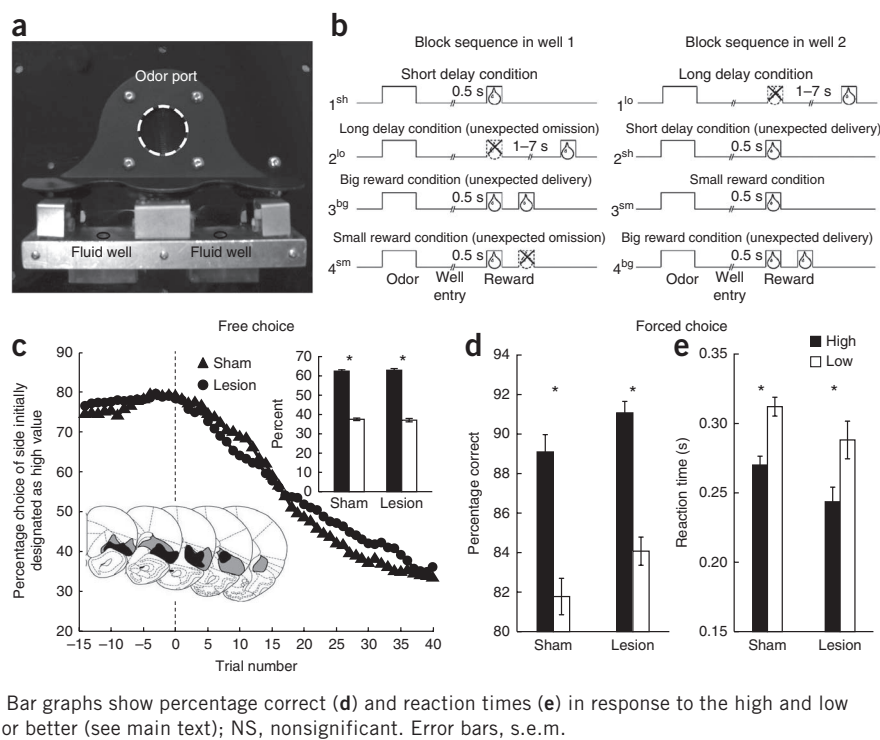 a
Odor port
Fluid well
Fluid well
b
Block sequence in well 1
Block sequence in well 2
Short delay condition
1sh
0.5 s
Long delay condition
1lo
1–7 s
Long delay condition (unexpected omission)
2lo
1–7 s
Short delay condition (unexpected delivery)
2sh
0.5 s
Big reward condition (unexpected delivery)
3bg
0.5 s
Small reward condition
3sm
0.5 s
Small reward condition (unexpected omission)
4sm
0.5 s
Odor
Well
entry
Reward
Big reward condition (unexpected delivery)
4bg
0.5 s
Odor
Well
entry
Reward
Free choice
c
Percentage choice of side initially
designated as high value
90
80
70
60
50
40
30
20
–15 –10 –5 0 5 10 15 20 25 30 35 40
Trial number
Sham
Lesion
Percent
70
60
50
40
30
20
10
0
* *
Sham Lesion
Forced choice
d
Percentage correct
94
92
91
88
86
84
82
80
* *
Sham Lesion
e
High
Low
Reaction time (s)
0.35
0.30
0.25
0.20
0.15
* *
Sham Lesion
Bar graphs show percentage correct (d) and reaction times (e) in response to the high and low
or better (see main text); NS, nonsignificant. Error bars, s.e.m.